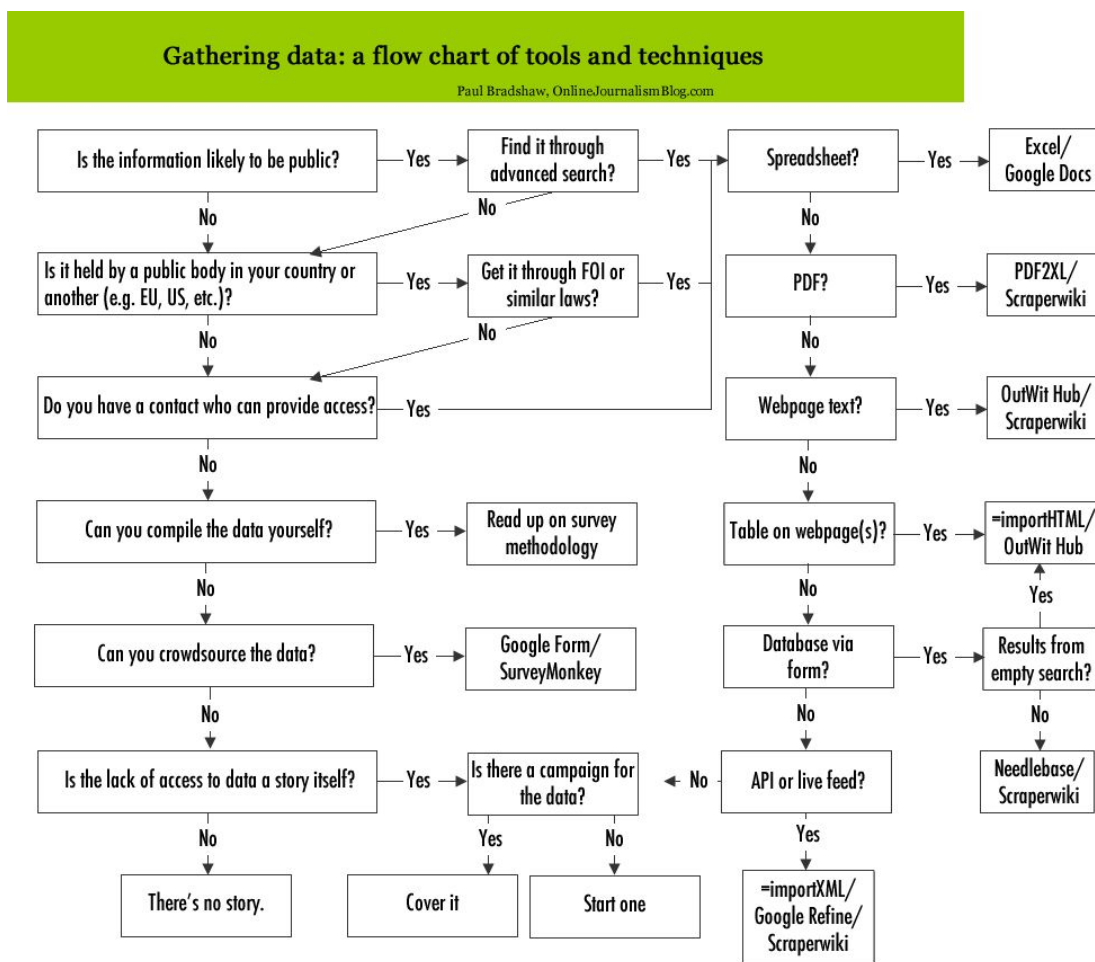 Gathering data: a flow chart of tools and techniques
Paul Bradshaw, OnlineJournalismBlog.com
Is the information likely to be public?
Yes
Find it through
advanced search?
Yes
Spreadsheet?
Yes
Excel/
Google Docs
No
No
No
Is it held by a public body in your country or
another (e.g. EU, US, etc.)?
Yes
Get it through FOI or
similar laws?
Yes
PDF?
Yes
PDF2XL/
Scraperwiki
No
No
No
Do you have a contact who can provide access?
Yes
Webpage text?
Yes
OutWit Hub/
Scraperwiki
No
No
Can you compile the data yourself?
Yes
Read up on survey
methodology
Table on webpage(s)?
Yes
=importHTML/
OutWit Hub
No
No
Yes
Can you crowdsource the data?
Yes
Google Form/
SurveyMonkey
Database via
form?
Yes
Results from
empty search?
No
No
No
Is the lack of access to data a story itself?
Yes
Is there a campaign for
the data?
No
API or live feed?
Needlebase/
Scraperwiki
No
Yes
No
Yes
There's no story.
Cover it
Start one
=importXML/
Google Refine/
Scraperwiki